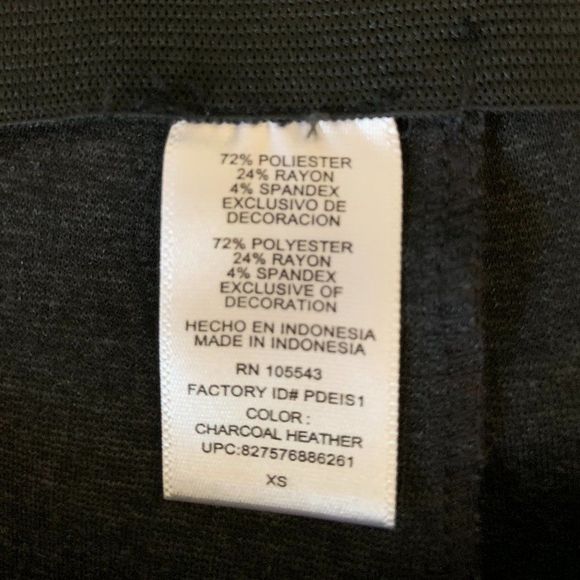 72% POLIESTER
24% RAYON
4% SPANDEX
EXCLUSIVO DE
DECORACION
72% POLYESTER
24% RAYON
4% SPANDEX
EXCLUSIVE OF
DECORATION
HECHO EN INDONESIA
MADE IN INDONESIA
RN 105543
FACTORY ID# PDEIS1
COLOR :
CHARCOAL HEATHER
UPC:827576886261
XS